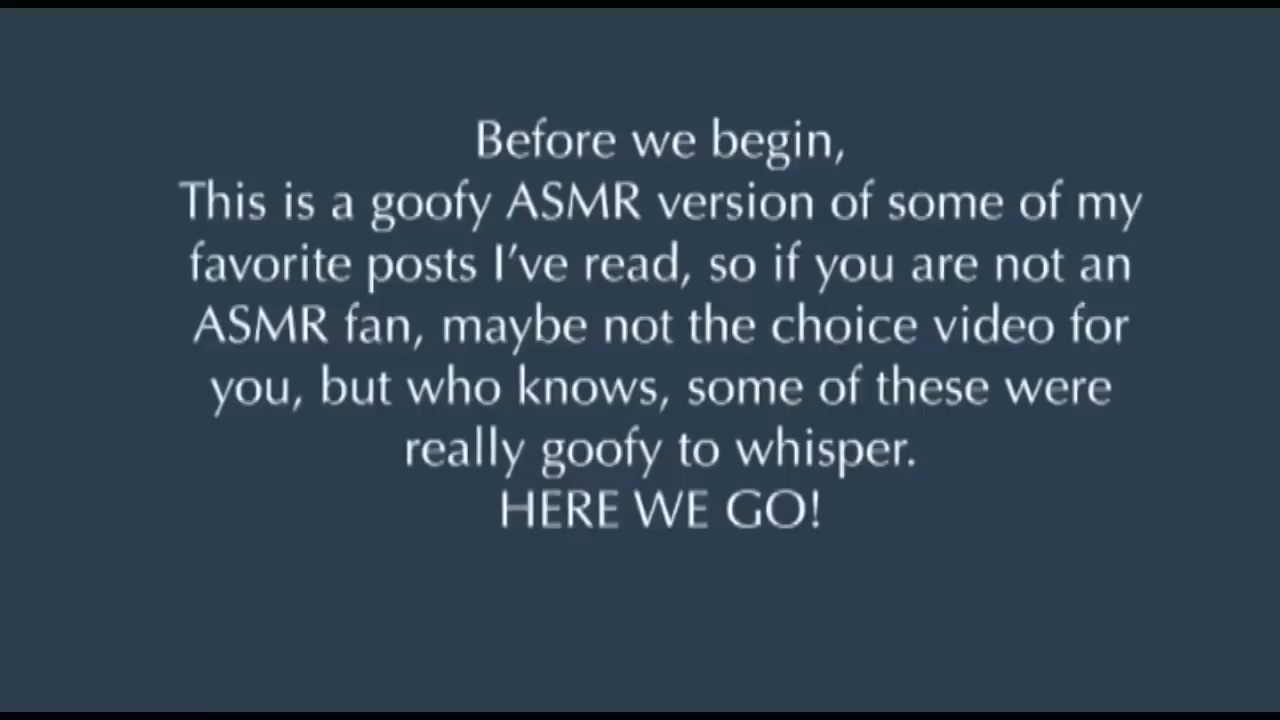 Before we begin,
This is a goofy ASMR version of some of my
favorite posts I've read, so if you are not an
ASMR fan, maybe not the choice video for
you, but who knows, some of these were
really goofy to whisper.
HERE WE GO!